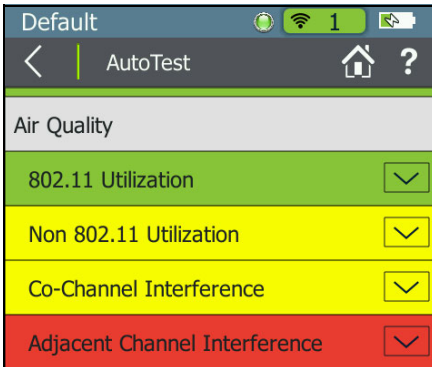 Default
1
AutoTest
?
Air Quality
802.11 Utilization
Non 802.11 Utilization
Co-Channel Interference
Adjacent Channel Interference